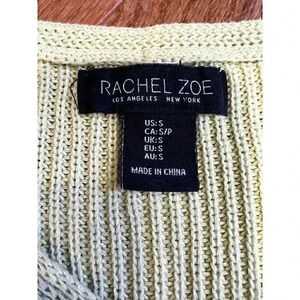 RACHEL ZOE
LOS ANGELES NEW YORK
US:S
CA:S/P
UK:S
EU:S
AU:S
MADE IN CHINA